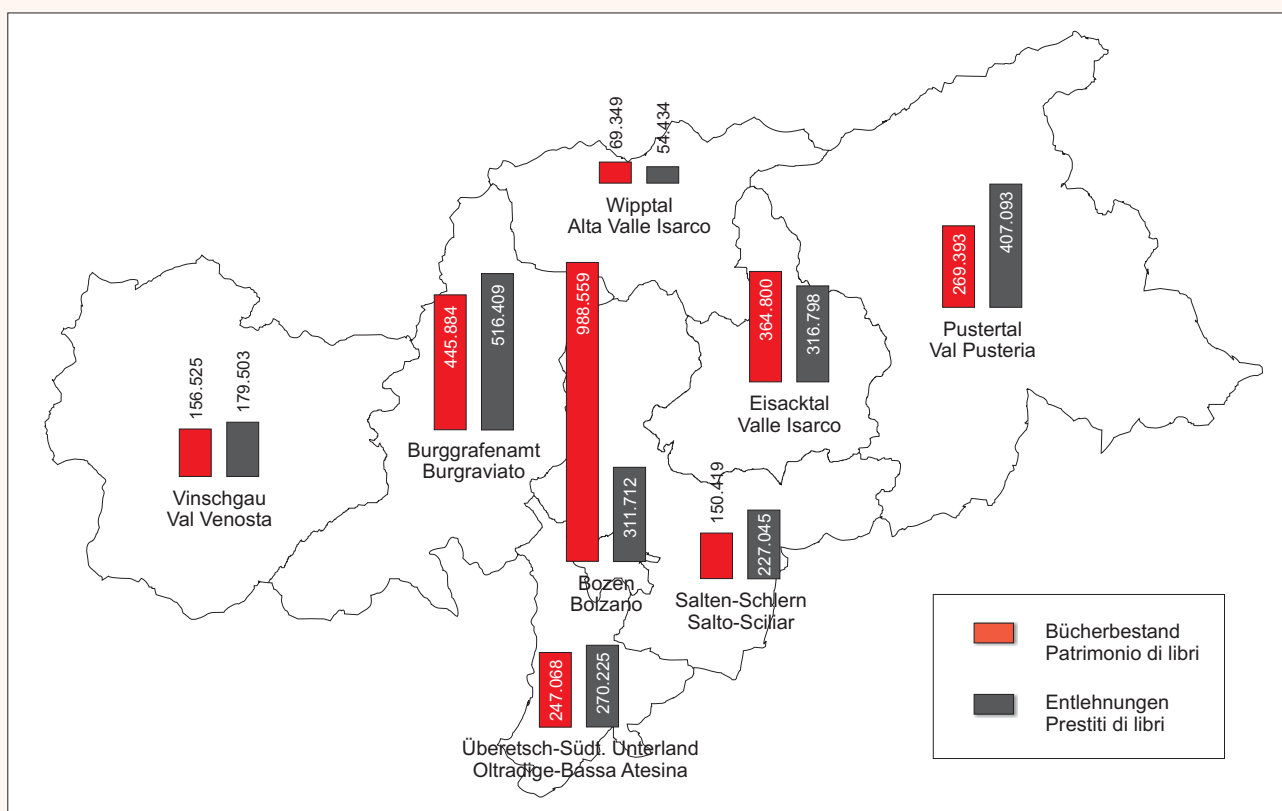 69.349
54.434
Wipptal
Alta Valle Isarco
269.393
407.093
Pustertal
Val Pusteria
445.884
516.409
Burggrafenamt
Burgraviato
988.559
311.712
Bozen
Bolzano
364.800
316.798
Eisacktal
Valle Isarco
156.525
179.503
Vinschgau
Val Venosta
150.419
227.045
Salten-Schlern
Salto-Sciliar
247.068
270.225
Überetsch-Südt. Unterland
Oltradige-Bassa Atesina
Bücherbestand
Patrimonio di libri
Entlehnungen
Prestiti di libri